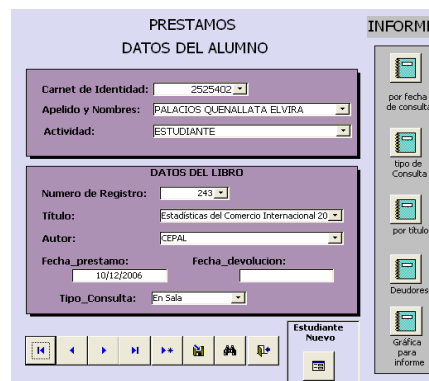 PRESTAMOS
DATOS DEL ALUMNO
Carnet de Identidad: 2525402
Apelido y Nombres: PALACIOS QUENALLATA ELVIRA
Actividad: ESTUDIANTE
DATOS DEL LIBRO
Numero de Registro: 243
Título: Estadísticas del Comercio Internacional 20
Autor: CEPAL
Fecha_prestamo: Fecha_devolucion:
10/12/2006
Tipo_Consulta: En Sala
Estudiante
Nuevo
INFORME
por fecha
de consulta
tipo de
Consulta
por título
Deudores
Gráfica
para
informe